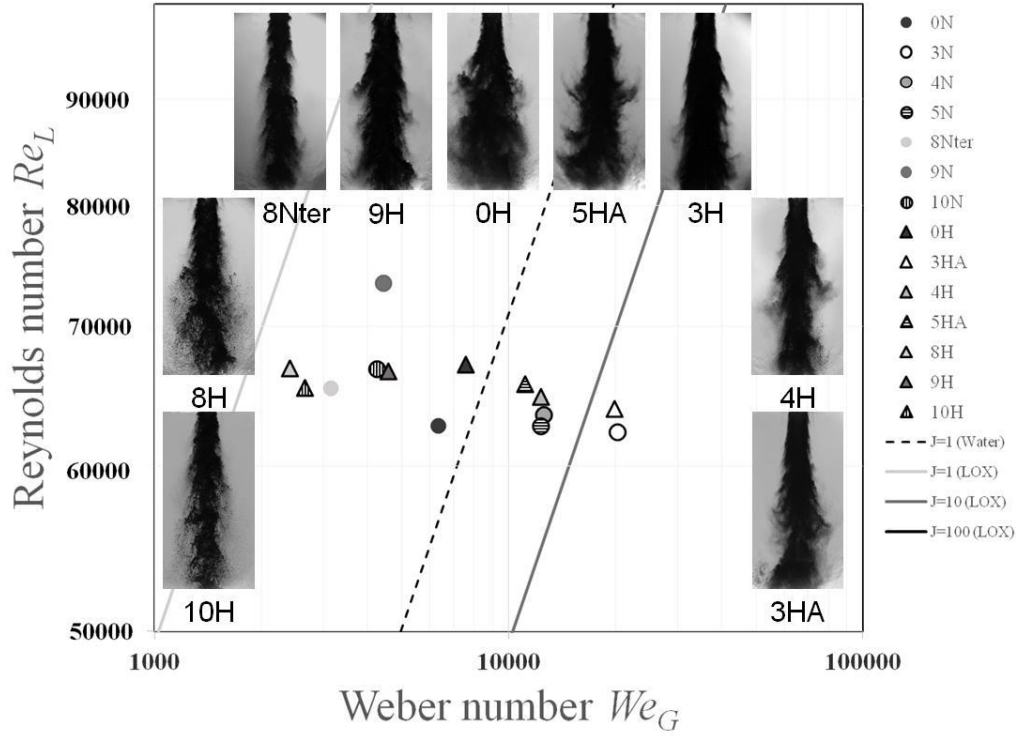 Reynolds number Re_L
90000
80000
70000
60000
50000
1000
10000
100000
Weber number We_G
8Nter
9H
0H
5HA
3H
8H
4H
10H
3HA
0N
3N
4N
5N
8Nter
9N
10N
0H
3HA
4H
5HA
8H
9H
10H
J=1 (Water)
J=1 (LOX)
J=10 (LOX)
J=100 (LOX)